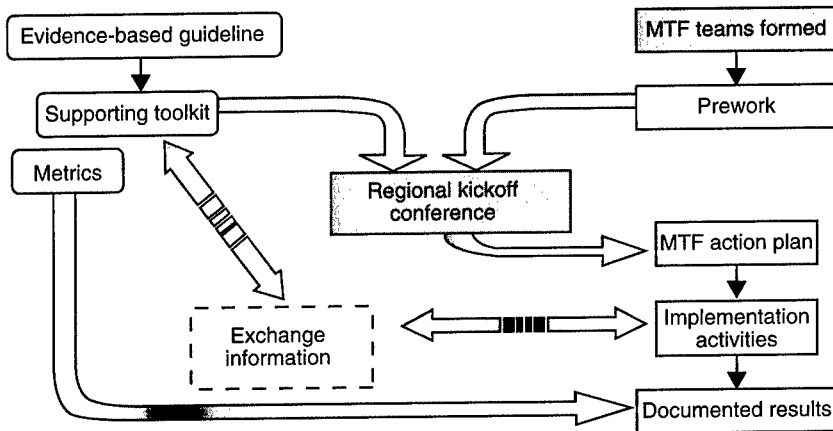 Evidence-based guideline
MTF teams formed
Supporting toolkit
Prework
Metrics
Regional kickoff
conference
MTF action plan
Exchange
information
Implementation
activities
Documented results